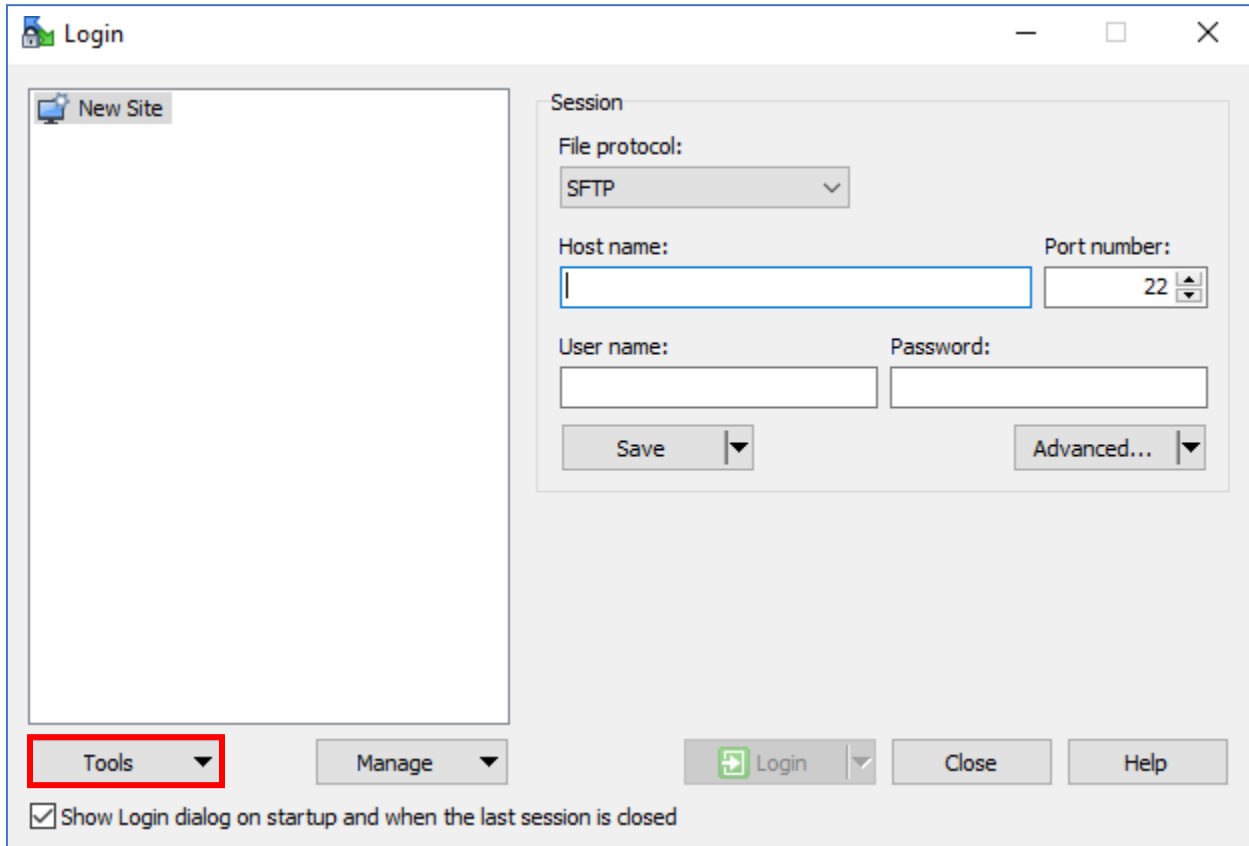 Login
New Site
Session
File protocol:
SFTP
Host name: Port number:
22
User name: Password:
Save Advanced...
Tools Manage Login Close Help
Show Login dialog on startup and when the last session is closed